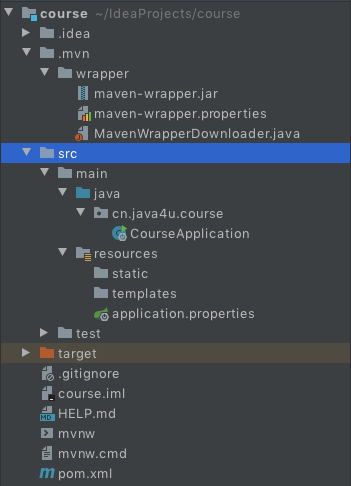 course ~/IdeaProjects/course
.idea
.mvn
wrapper
maven-wrapper.jar
maven-wrapper.properties
MavenWrapperDownloader.java
src
main
java
cn.java4u.course
CourseApplication
resources
static
templates
application.properties
test
target
.gitignore
course.iml
HELP.md
mvnw
mvnw.cmd
pom.xml